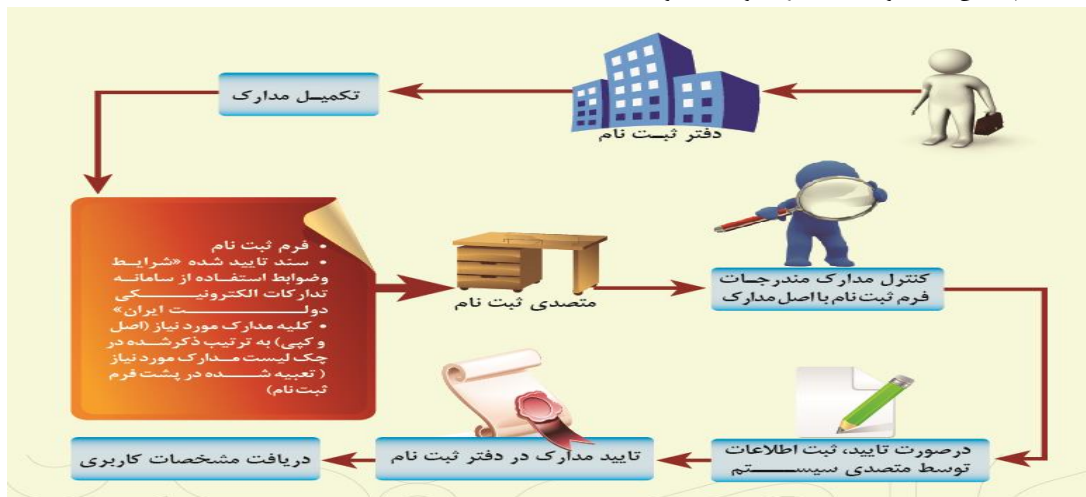 دفتر ثبت نام
تکمیل مدارک
• فرم ثبت نام
• سند تایید شده «شرایط
وضوابط استفاده از سامانه
تدارکات الکترونیکی
دولت ایران»
• کلیه مدارک مورد نیاز (اصل
و کپی) به ترتیب ذکرشده در
چک لیست مدارک مورد نیاز
( تعبیه شده در پشت فرم
ثبت نام)
متصدی ثبت نام
کنترل مدارک مندرجات
فرم ثبت نام با اصل مدارک
درصورت تایید، ثبت اطلاعات
توسط متصدی سیستم
تایید مدارک در دفتر ثبت نام
دریافت مشخصات کاربری